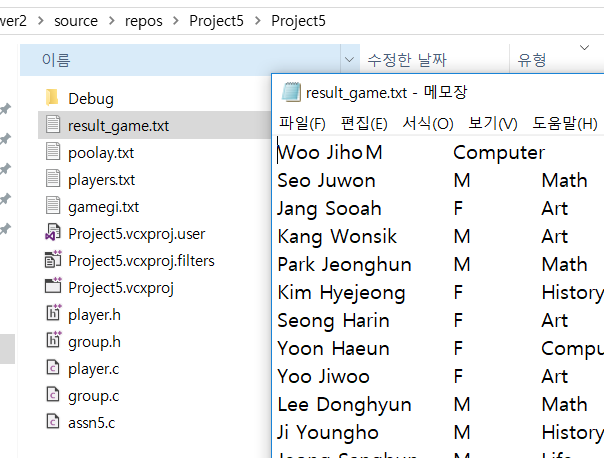 wer2 > source > repos > Project5 > Project5
이름 수정한 날짜 유형
Debug
result_game.txt
poolay.txt
players.txt
gamegi.txt
Project5.vcxproj.user
Project5.vcxproj.filters
Project5.vcxproj
player.h
group.h
player.c
group.c
assn5.c
result_game.txt - 메모장
파일(F) 편집(E) 서식(O) 보기(V) 도움말(H)
Woo Jiho M Computer
Seo Juwon M Math
Jang Sooah F Art
Kang Wonsik M Art
Park Jeonghun M Math
Kim Hyejeong F History
Seong Harin F Art
Yoon Haeun F Compu
Yoo Jiwoo F Art
Lee Donghyun M Math
Ji Youngho M History